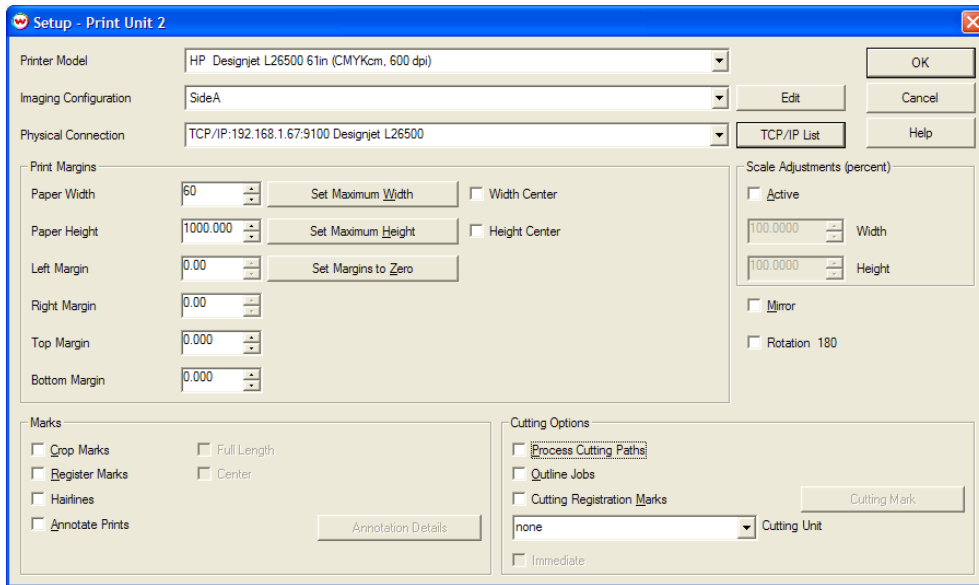 Setup - Print Unit 2
Printer Model
HP Designjet L26500 61in (CMYKcm, 600 dpi)
OK
Imaging Configuration
SideA
Edit
Cancel
Physical Connection
TCP/IP:192.168.1.67:9100 Designjet L26500
TCP/IP List
Help
Print Margins
Paper Width
60
Set Maximum Width
Width Center
Paper Height
1000.000
Set Maximum Height
Height Center
Left Margin
0.00
Set Margins to Zero
Right Margin
0.00
Top Margin
0.000
Bottom Margin
0.000
Scale Adjustments (percent)
Active
100.0000
Width
100.0000
Height
Mirror
Rotation 180
Marks
Crop Marks
Full Length
Register Marks
Center
Hairlines
Annotate Prints
Annotation Details
Cutting Options
Process Cutting Paths
Outline Jobs
Cutting Registration Marks
Cutting Mark
none
Cutting Unit
Immediate